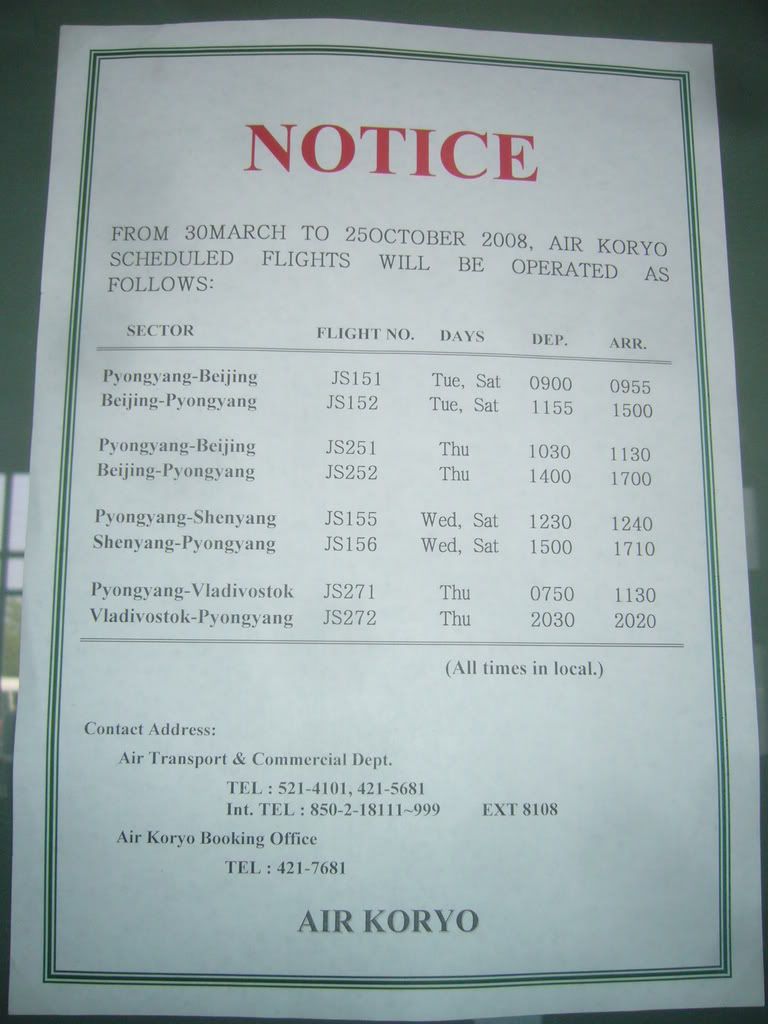 NOTICE
FROM 30MARCH TO 25OCTOBER 2008, AIR KORYO
SCHEDULED FLIGHTS WILL BE OPERATED AS
FOLLOWS:
SECTOR FLIGHT NO. DAYS DEP. ARR.
Pyongyang-Beijing JS151 Tue, Sat 0900 0955
Beijing-Pyongyang JS152 Tue, Sat 1155 1500
Pyongyang-Beijing JS251 Thu 1030 1130
Beijing-Pyongyang JS252 Thu 1400 1700
Pyongyang-Shenyang JS155 Wed, Sat 1230 1240
Shenyang-Pyongyang JS156 Wed, Sat 1500 1710
Pyongyang-Vladivostok JS271 Thu 0750 1130
Vladivostok-Pyongyang JS272 Thu 2030 2020
(All times in local.)
Contact Address:
Air Transport & Commercial Dept.
TEL : 521-4101, 421-5681
Int. TEL : 850-2-18111~999 EXT 8108
Air Koryo Booking Office
TEL : 421-7681
AIR KORYO